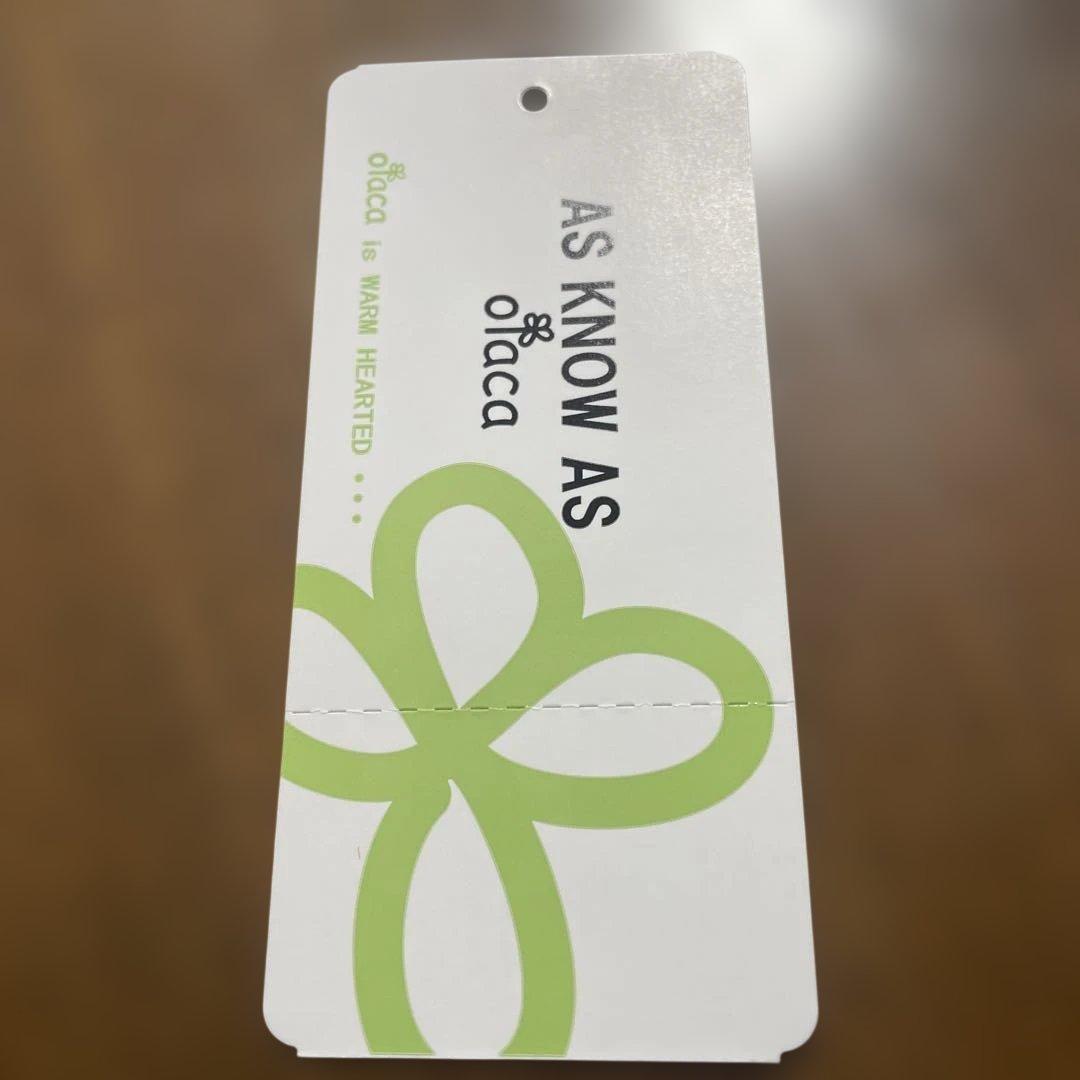 AS KNOW AS
olaca
olaca is WARM HEARTED...